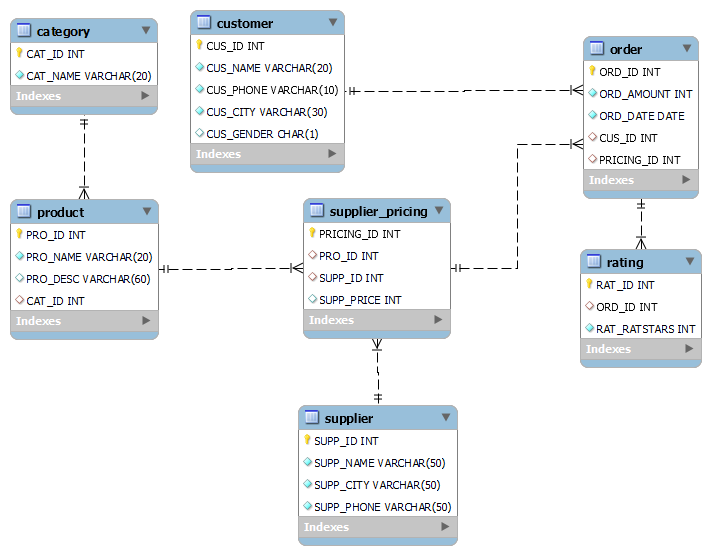 category
CAT_ID INT
CAT_NAME VARCHAR(20)
Indexes
customer
CUS_ID INT
CUS_NAME VARCHAR(20)
CUS_PHONE VARCHAR(10)
CUS_CITY VARCHAR(30)
CUS_GENDER CHAR(1)
Indexes
order
ORD_ID INT
ORD_AMOUNT INT
ORD_DATE DATE
CUS_ID INT
PRICING_ID INT
Indexes
product
PRO_ID INT
PRO_NAME VARCHAR(20)
PRO_DESC VARCHAR(60)
CAT_ID INT
Indexes
supplier_pricing
PRICING_ID INT
PRO_ID INT
SUPP_ID INT
SUPP_PRICE INT
Indexes
rating
RAT_ID INT
ORD_ID INT
RAT_RATSTARS INT
Indexes
supplier
SUPP_ID INT
SUPP_NAME VARCHAR(50)
SUPP_CITY VARCHAR(50)
SUPP_PHONE VARCHAR(50)
Indexes